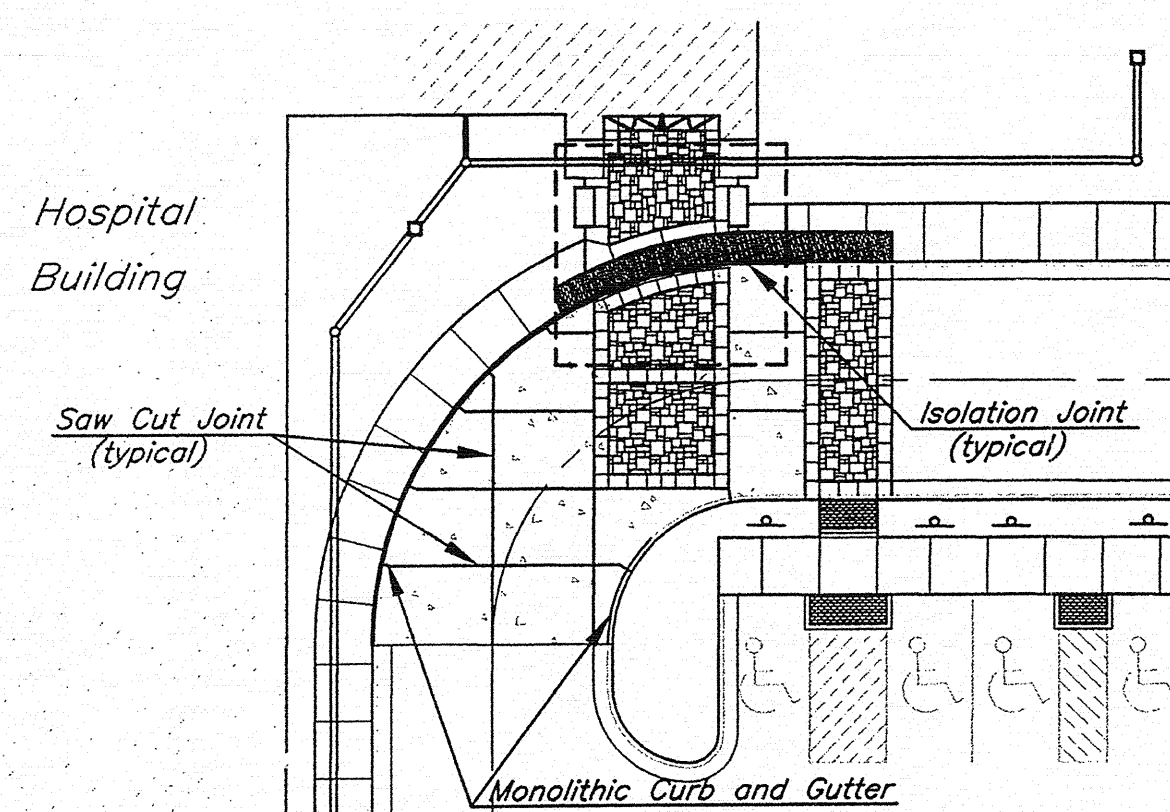 Hospital
Building
Saw Cut Joint
(typical)
Isolation Joint
(typical)
Monolithic Curb and Gutter